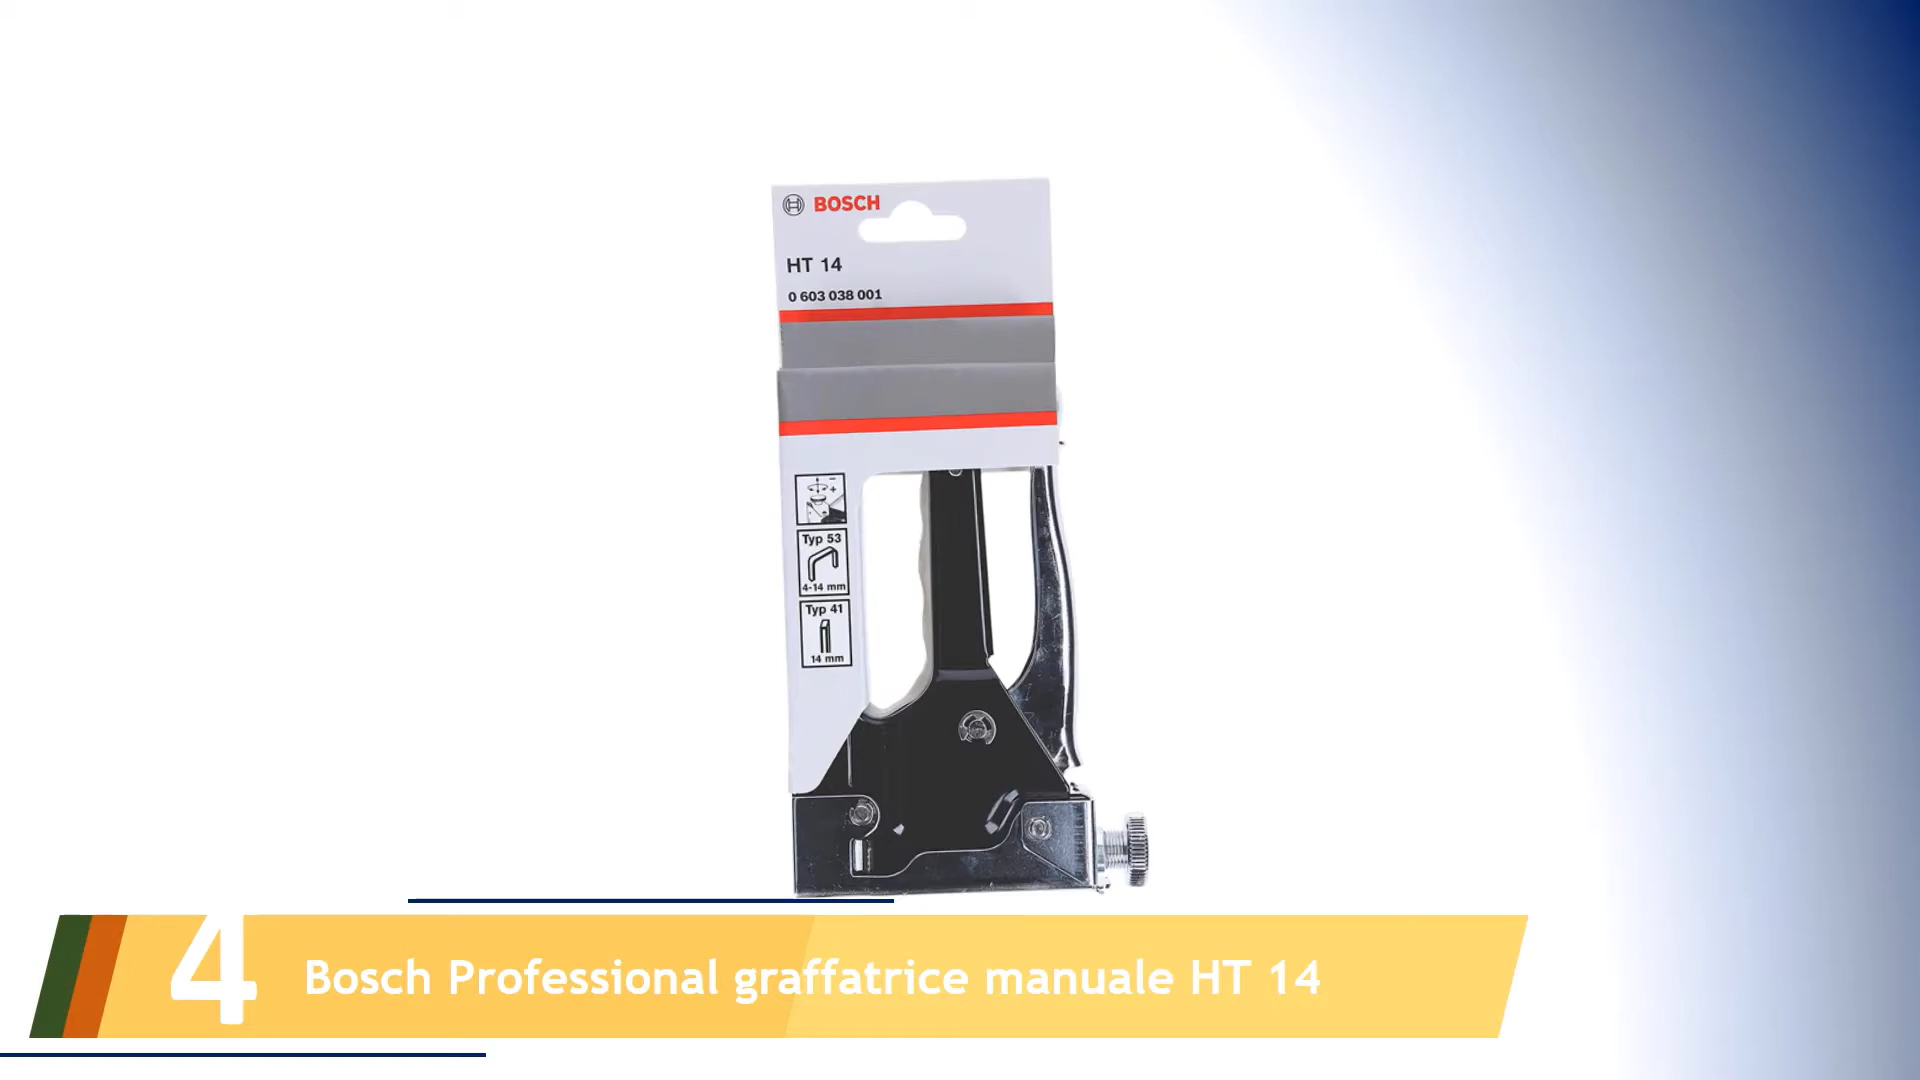 BOSCH
HT 14
0 603 038 001
Typ 53
4-14 mm
Typ 41
14 mm
4
Bosch Professional graffatrice manuale HT 14